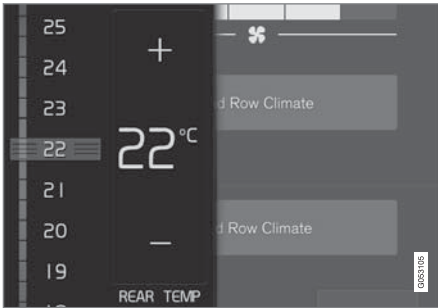 25
24
23
22
21
20
19
+
22°C
–
REAR TEMP
d Row Climate
d Row Climate
G053105